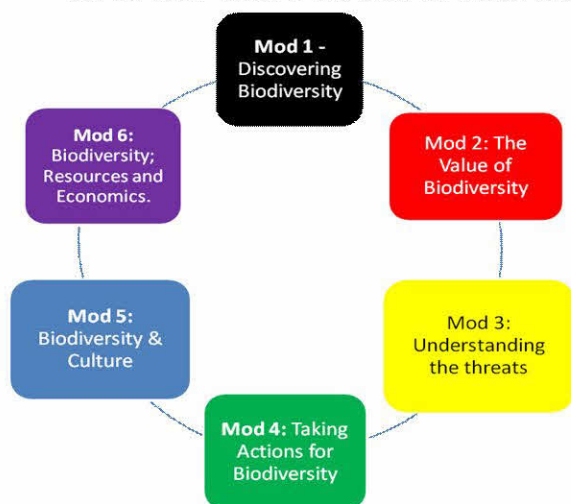 Mod 1 -
Discovering
Biodiversity
Mod 2: The
Value of
Biodiversity
Mod 3:
Understanding
the threats
Mod 4: Taking
Actions for
Biodiversity
Mod 5:
Biodiversity &
Culture
Mod 6:
Biodiversity;
Resources and
Economics.